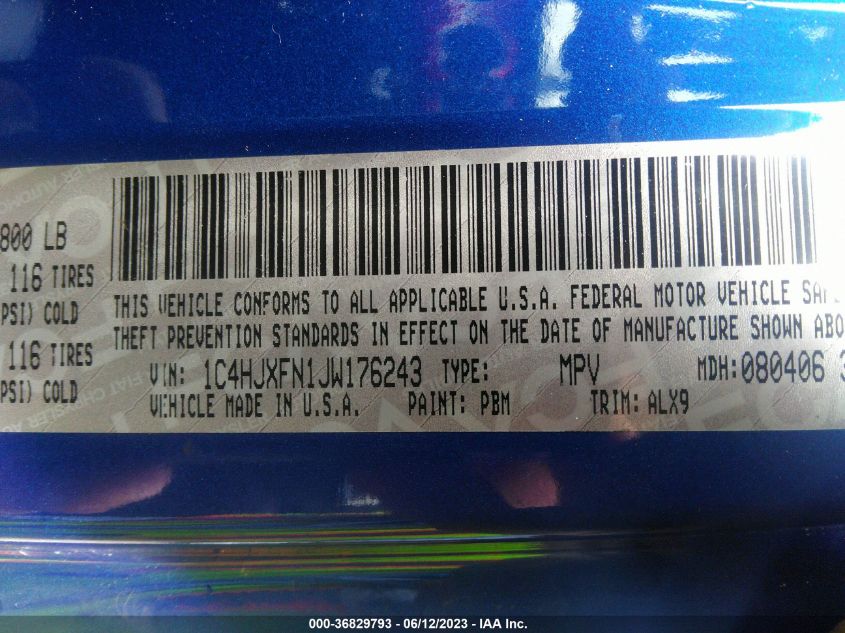 800 LB
116 TIRES
PSI) COLD
116 TIRES
PSI) COLD
THIS VEHICLE CONFORMS TO ALL APPLICABLE U.S.A. FEDERAL MOTOR VEHICLE
THEFT PREVENTION STANDARDS IN EFFECT ON THE DATE OF MANUFACTURE SHOWN ABO
VIN: 1C4HJXFN1JW176243 TYPE: MPV MDH: 080406
VEHICLE MADE IN U.S.A. PAINT: PBM TRIM: ALX9
000-36829793 - 06/12/2023 - IAA Inc.